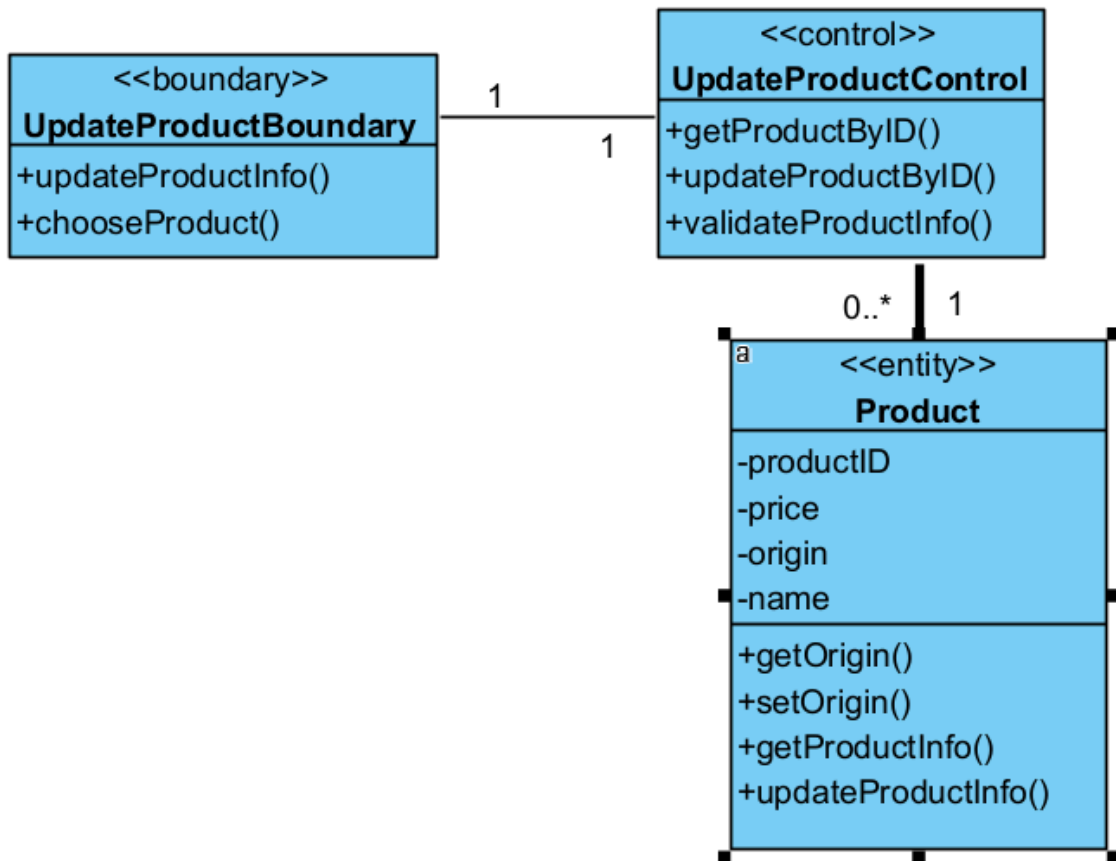 <<boundary>>
UpdateProductBoundary
+updateProductInfo()
+chooseProduct()
1
1
<<control>>
UpdateProductControl
+getProductByID()
+updateProductByID()
+validateProductInfo()
0..*
1
a
<<entity>>
Product
-productID
-price
-origin
-name
+getOrigin()
+setOrigin()
+getProductInfo()
+updateProductInfo()